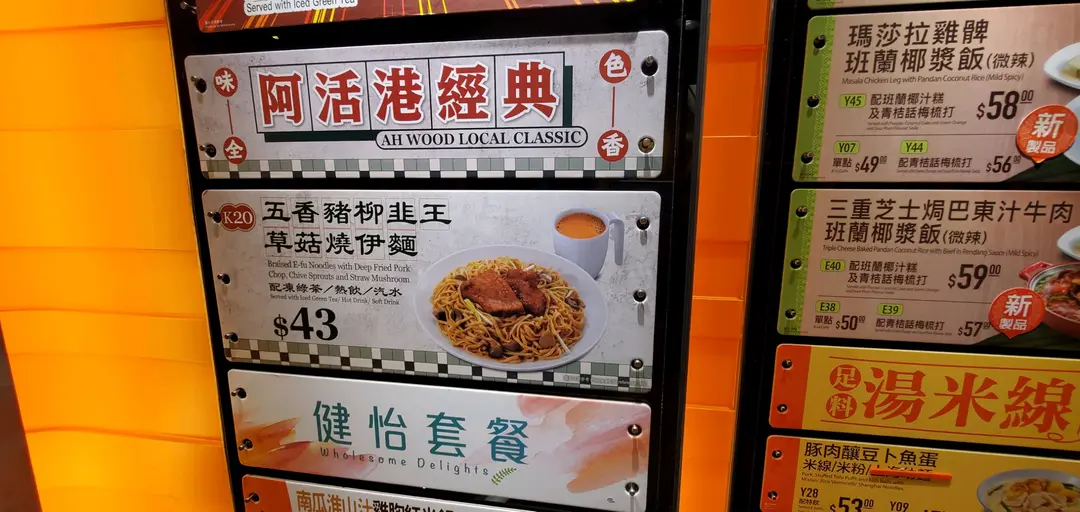 Served with Iced Green Tea
味
全
阿活港經典
AH WOOD LOCAL CLASSIC
色
香
K20
五香豬柳韭王
草菇燒伊麵
Braised E-fu Noodles with Deep Fried Pork
Chop, Chive Sprouts and Straw Mushroom
配凍綠茶/熱飲/汽水
Served with Iced Green Tea/ Hot Drink/ Soft Drink
$43
健怡套餐
Wholesome Delights
瑪莎拉雞髀
班蘭椰漿飯(微辣)
Masala Chicken Leg with Pandan Coconut Rice (Mild Spicy)
Y45 配班蘭椰汁糕
及青桔話梅梳打
$58.00
新
製品
Y07
單點
$49.00
Y44
配青桔話梅梳打
$56.00
三重芝士焗巴東汁牛肉
班蘭椰漿飯(微辣)
Triple Cheese Baked Pandan Coconut Rice with Beef in Rendang Sauce (Mild Spicy)
E40 配班蘭椰汁糕
及青桔話梅梳打
$59.00
新
製品
E38
單點
$50.00
E39
配青桔話梅梳打
$57.00
足
料
湯米線
豚肉釀豆卜魚蛋
米線/米粉/
Y28
$53.00
Y09